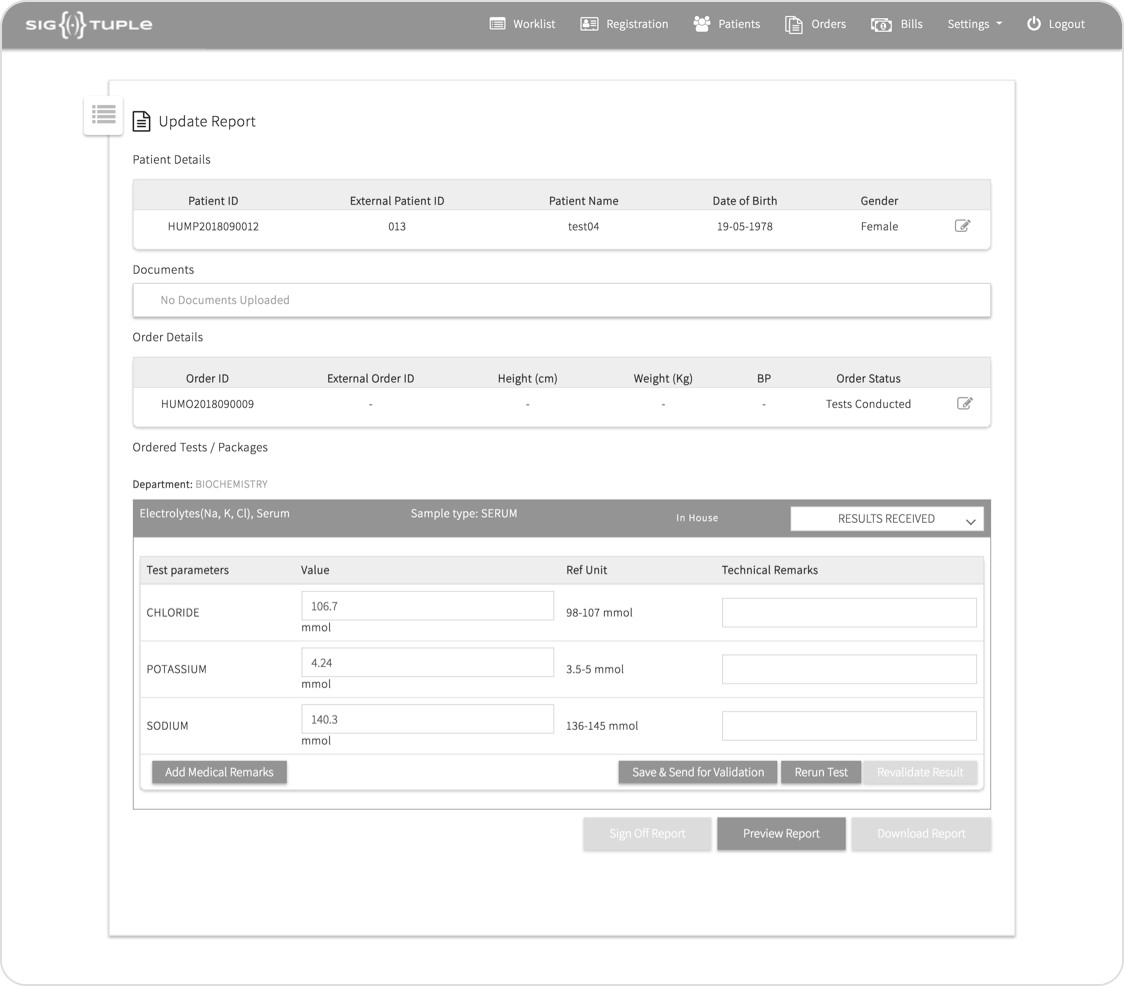 SIG{·}TUPLE Worklist Registration Patients Orders Bills Settings Logout
Update Report
Patient Details
Patient ID External Patient ID Patient Name Date of Birth Gender
HUMP2018090012 013 test04 19-05-1978 Female
Documents
No Documents Uploaded
Order Details
Order ID External Order ID Height (cm) Weight (Kg) BP Order Status
HUMO2018090009 - - - - Tests Conducted
Ordered Tests / Packages
Department: BIOCHEMISTRY
Electrolytes(Na, K, Cl), Serum Sample type: SERUM In House RESULTS RECEIVED
Test parameters Value Ref Unit Technical Remarks
CHLORIDE 106.7 98-107 mmol
mmol
POTASSIUM 4.24 3.5-5 mmol
mmol
SODIUM 140.3 136-145 mmol
mmol
Add Medical Remarks Save & Send for Validation Rerun Test Revalidate Result
Sign Off Report Preview Report Download Report